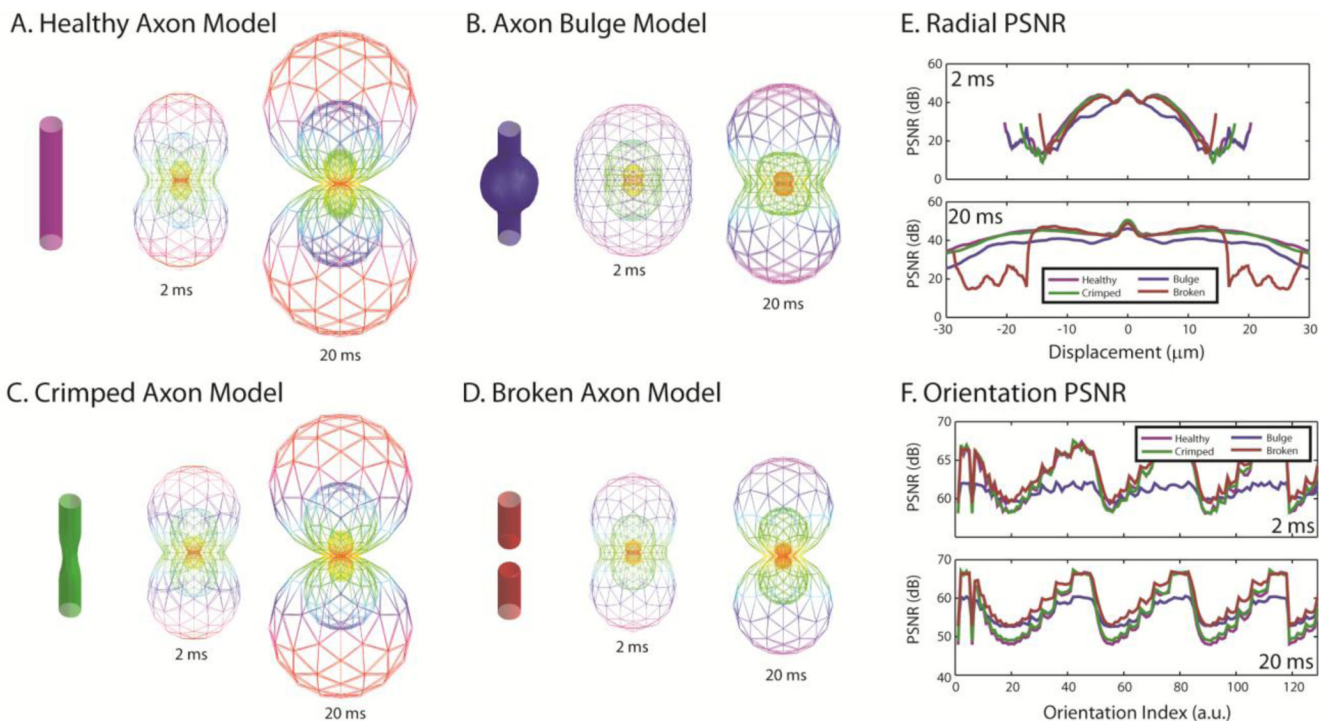 A. Healthy Axon Model
2 ms
20 ms
B. Axon Bulge Model
2 ms
20 ms
C. Crimped Axon Model
2 ms
20 ms
D. Broken Axon Model
2 ms
20 ms
E. Radial PSNR
60
40
20
0
PSNR (dB)
2 ms
60
40
20
0
PSNR (dB)
20 ms
Healthy
Bulge
Crimped
Broken
-30
-20
-10
0
10
20
30
Displacement (μm)
F. Orientation PSNR
70
65
60
PSNR (dB)
Healthy
Bulge
Crimped
Broken
2 ms
60
50
40
PSNR (dB)
20 ms
0
20
40
60
80
100
120
Orientation Index (a.u.)